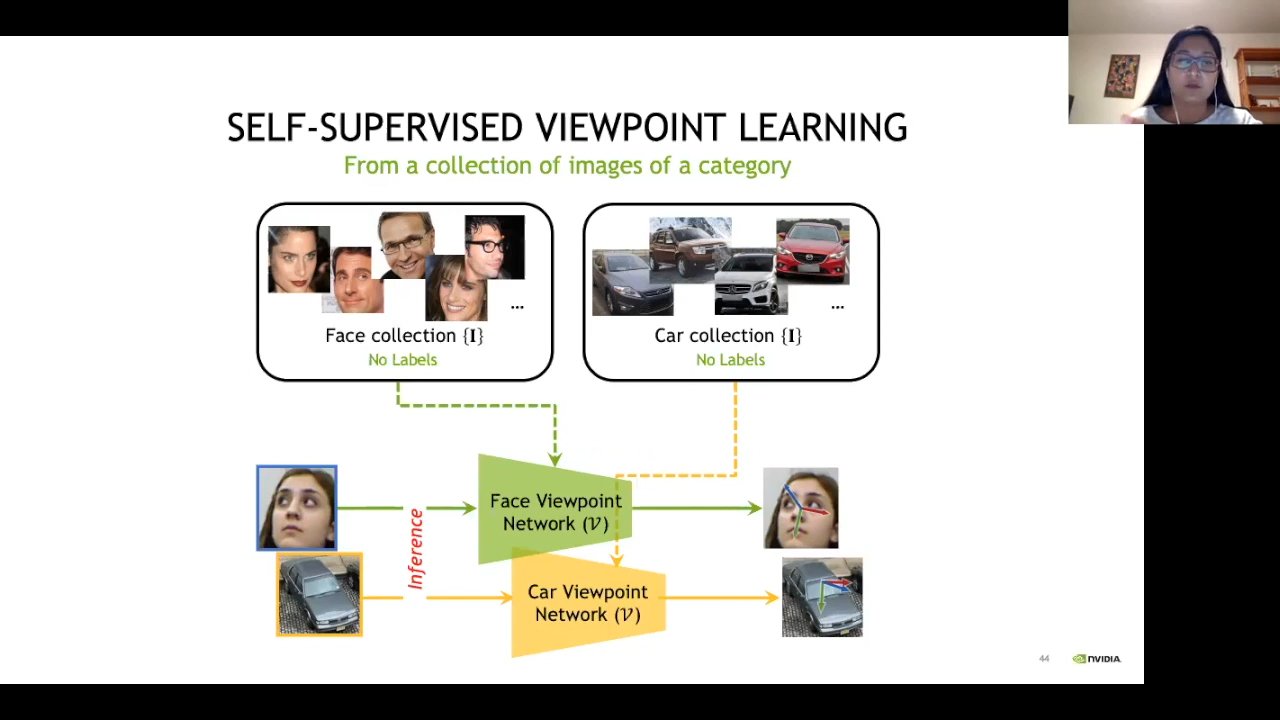 SELF-SUPERVISED VIEWPOINT LEARNING
From a collection of images of a category
...
Face collection {I}
No Labels
...
Car collection {I}
No Labels
Inference
Face Viewpoint
Network (𝒱)
Car Viewpoint
Network (𝒱)
44
NVIDIA.